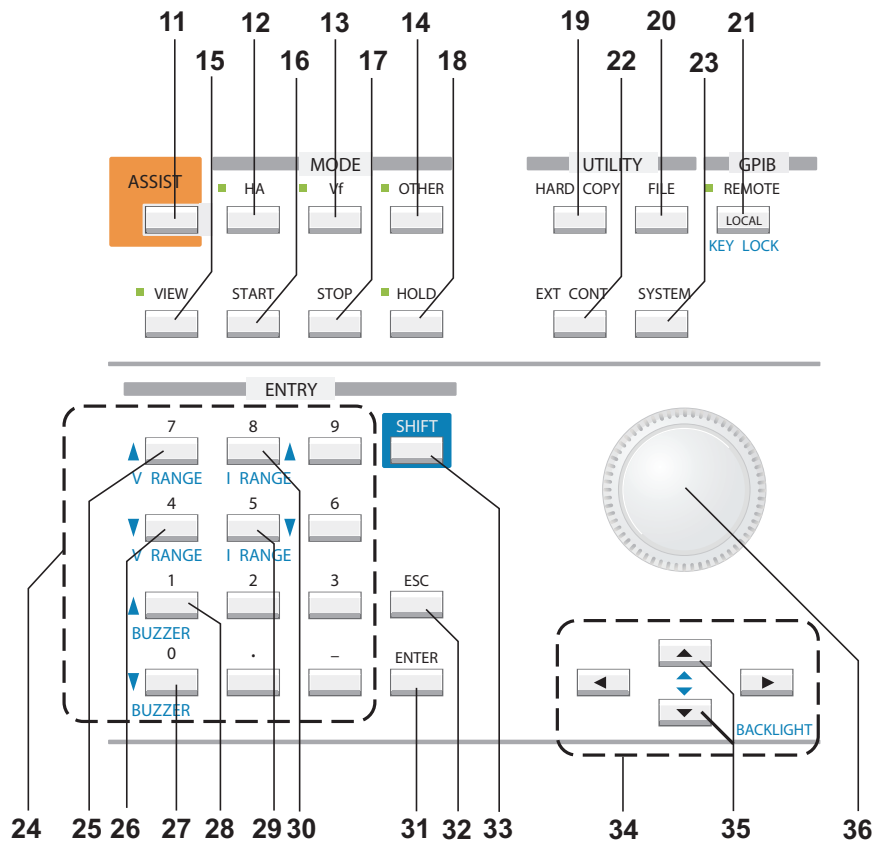 11 12 13 14 19 20 21
15 16 17 18 22 23
MODE UTILITY GPIB
ASSIST HA Vf OTHER HARD COPY FILE REMOTE
LOCAL
KEY LOCK
VIEW START STOP HOLD EXT CONT SYSTEM
ENTRY
7 8 9 SHIFT
V RANGE I RANGE
4 5 6
V RANGE I RANGE
1 2 3 ESC
BUZZER
0 . – ENTER
BUZZER
BACKLIGHT
24 25 26 27 28 29 30 31 32 33 34 35 36